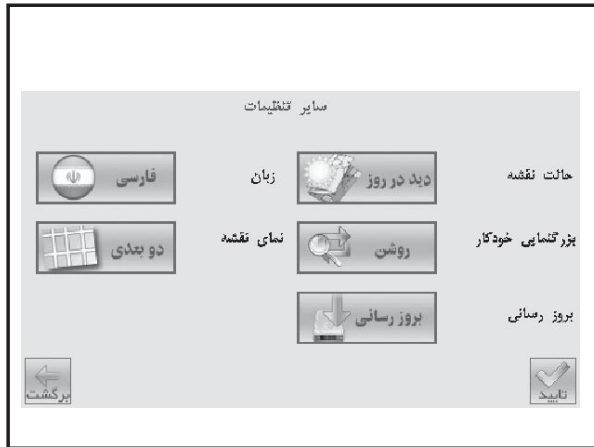 سایر تنظیمات
حالت نقشه دید در روز زبان فارسی
بزرگنمایی خودکار روشن نمای نقشه دو بعدی
بروز رسانی بروز رسانی
تایید برگشت